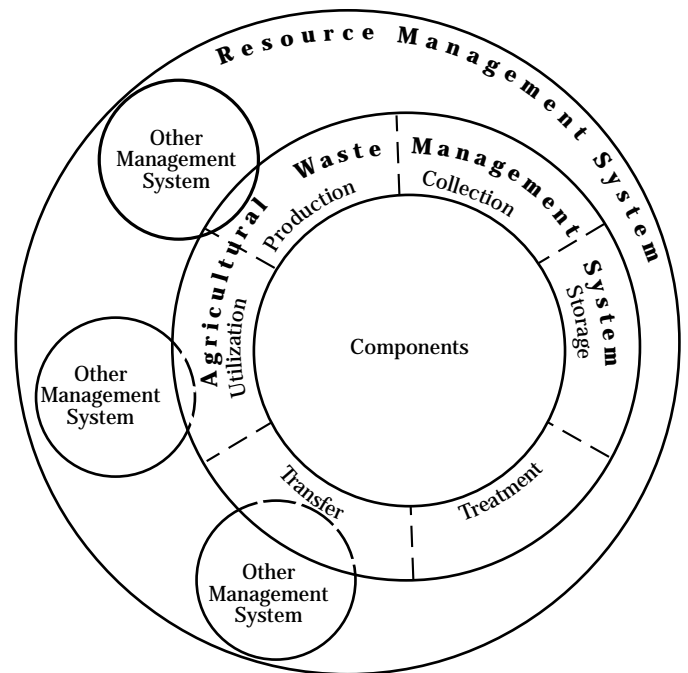 Resource Management System
Other
Management
System
Agricultural Waste Management System
Production
Collection
Storage
Utilization
Components
Other
Management
System
Transfer
Treatment
Other
Management
System